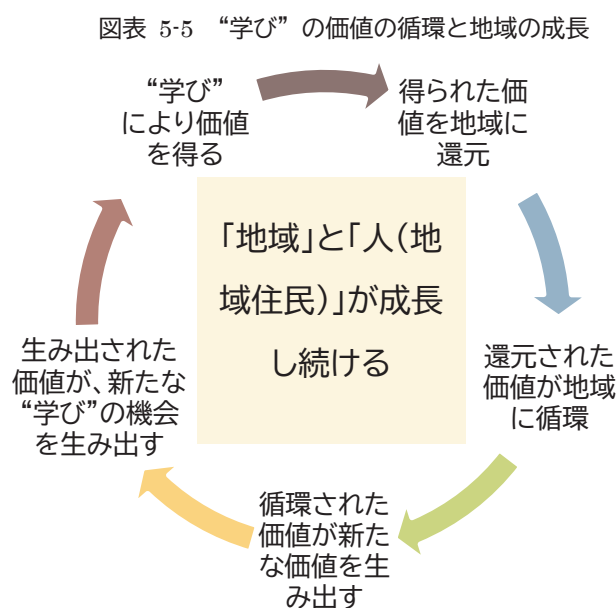 図表 5-5 “学び” の価値の循環と地域の成長
“学び”
により価値
を得る
得られた価
値を地域に
還元
「地域」と「人(地
域住民)」が成長
し続ける
還元された
価値が地域
に循環
循環された
価値が新た
な価値を生
み出す
生み出された
価値が、新たな
“学び”の機会
を生み出す